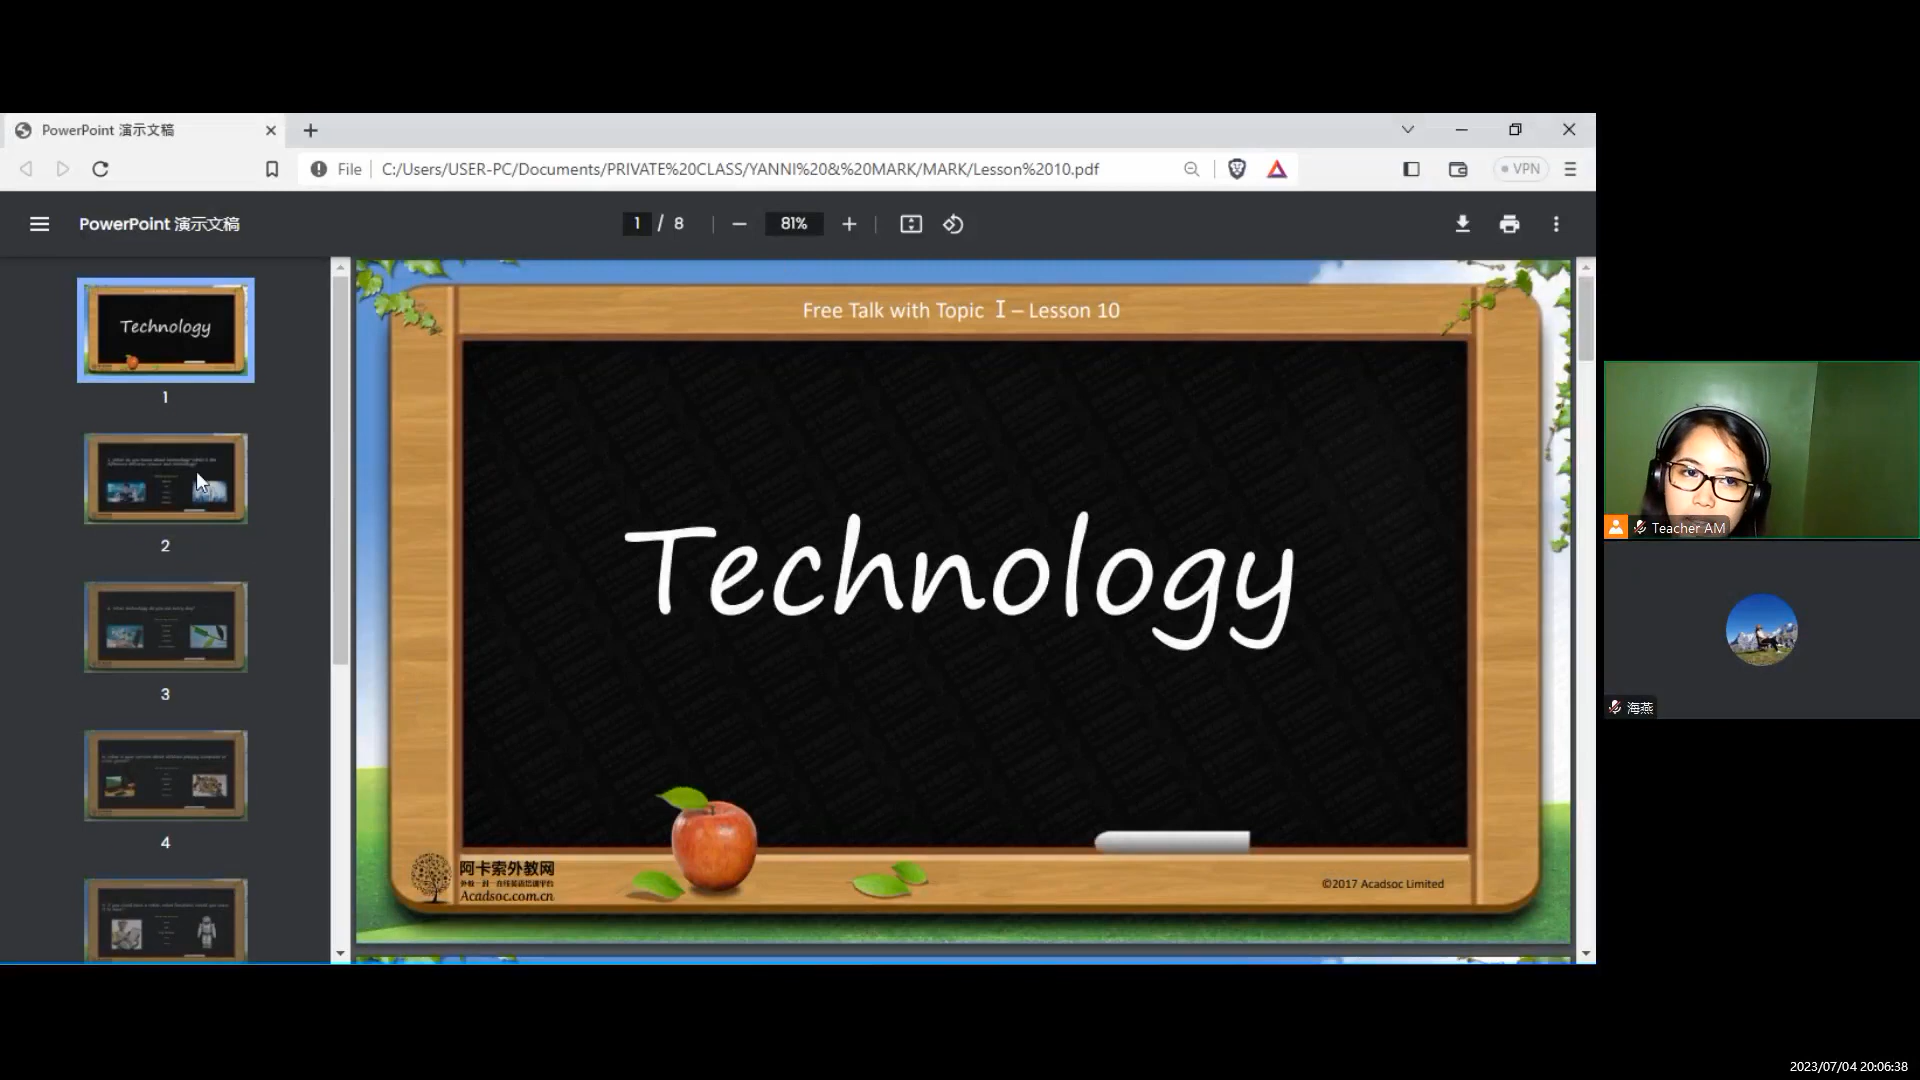 PowerPoint 演示文稿
File
C:/Users/USER-PC/Documents/PRIVATE%20CLASS/YANNI%20&%20MARK/MARK/Lesson%2010.pdf
VPN
PowerPoint 演示文稿
1 / 8
81%
Technology
1
2
3
4
Free Talk with Topic I – Lesson 10
Technology
阿卡索外教网
Acadsoc.com.cn
©2017 Acadsoc Limited
Teacher AM
海燕
2023/07/04 20:06:38